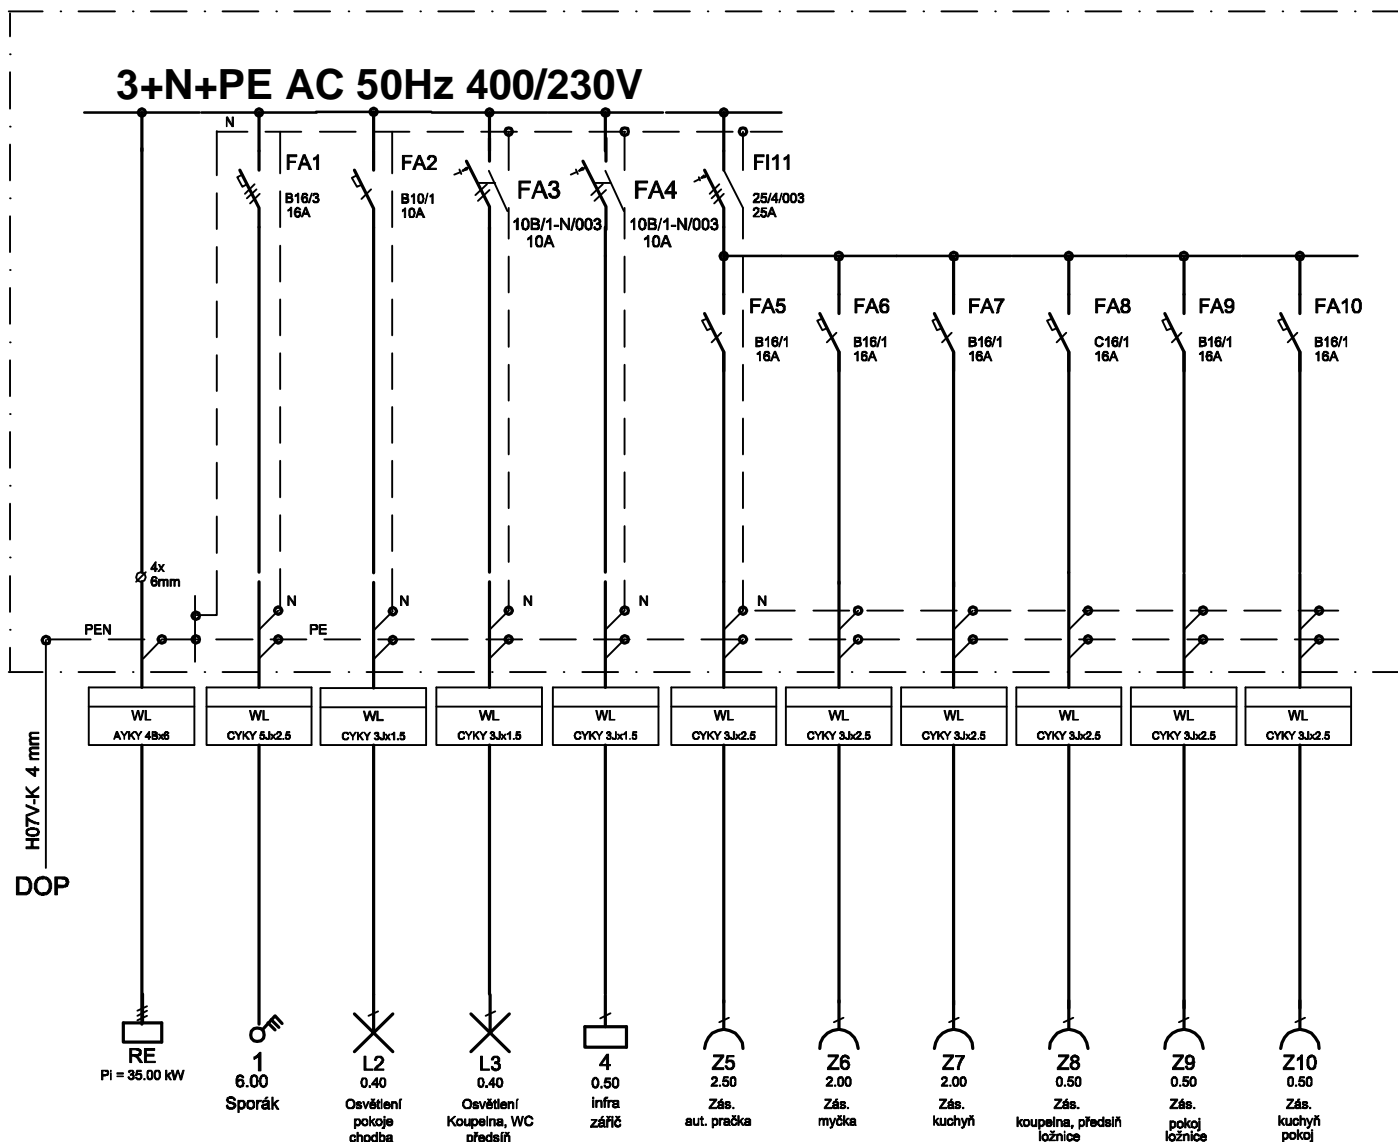 3+N+PE AC 50Hz 400/230V
N
FA1
B16/3
16A
FA2
B10/1
10A
FA3
10B/1-N/003
10A
FA4
10B/1-N/003
10A
FI11
25/4/003
25A
FA5
B16/1
16A
FA6
B16/1
16A
FA7
B16/1
16A
FA8
C16/1
16A
FA9
B16/1
16A
FA10
B16/1
16A
4x
6mm
N
N
N
N
N
PEN
PE
WL
AYKY 4Bx6
WL
CYKY 5Jx2.5
WL
CYKY 3Jx1.5
WL
CYKY 3Jx1.5
WL
CYKY 3Jx1.5
WL
CYKY 3Jx2.5
WL
CYKY 3Jx2.5
WL
CYKY 3Jx2.5
WL
CYKY 3Jx2.5
WL
CYKY 3Jx2.5
WL
CYKY 3Jx2.5
H07V-K 4 mm
DOP
RE
Pi = 35.00 kW
1
6.00
Sporák
L2
0.40
Osvětlení
pokoje
chodba
L3
0.40
Osvětlení
Koupelna, WC
předsíň
4
0.50
infra
zářič
Z5
2.50
Zás.
aut. pračka
Z6
2.00
Zás.
myčka
Z7
2.00
Zás.
kuchyň
Z8
0.50
Zás.
koupelna, předsíň
ložnice
Z9
0.50
Zás.
pokoj
ložnice
Z10
0.50
Zás.
kuchyň
pokoj